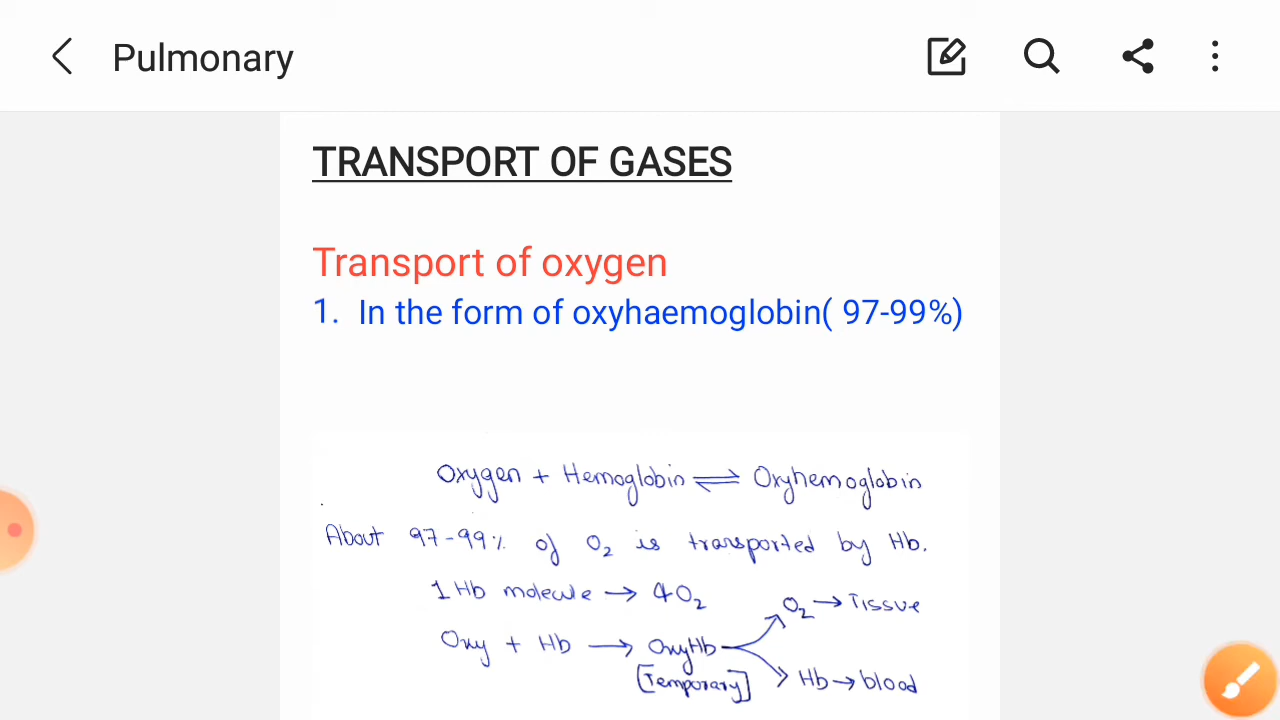 Pulmonary
TRANSPORT OF GASES
Transport of oxygen
1. In the form of oxyhaemoglobin( 97-99%)
Oxygen + Hemoglobin ⇌ Oxyhemoglobin
About 97-99% of O₂ is transported by Hb.
1 Hb molecule → 4O₂
Oxy + Hb → OxyHb
[Temporary]
O₂ → Tissue
Hb → blood